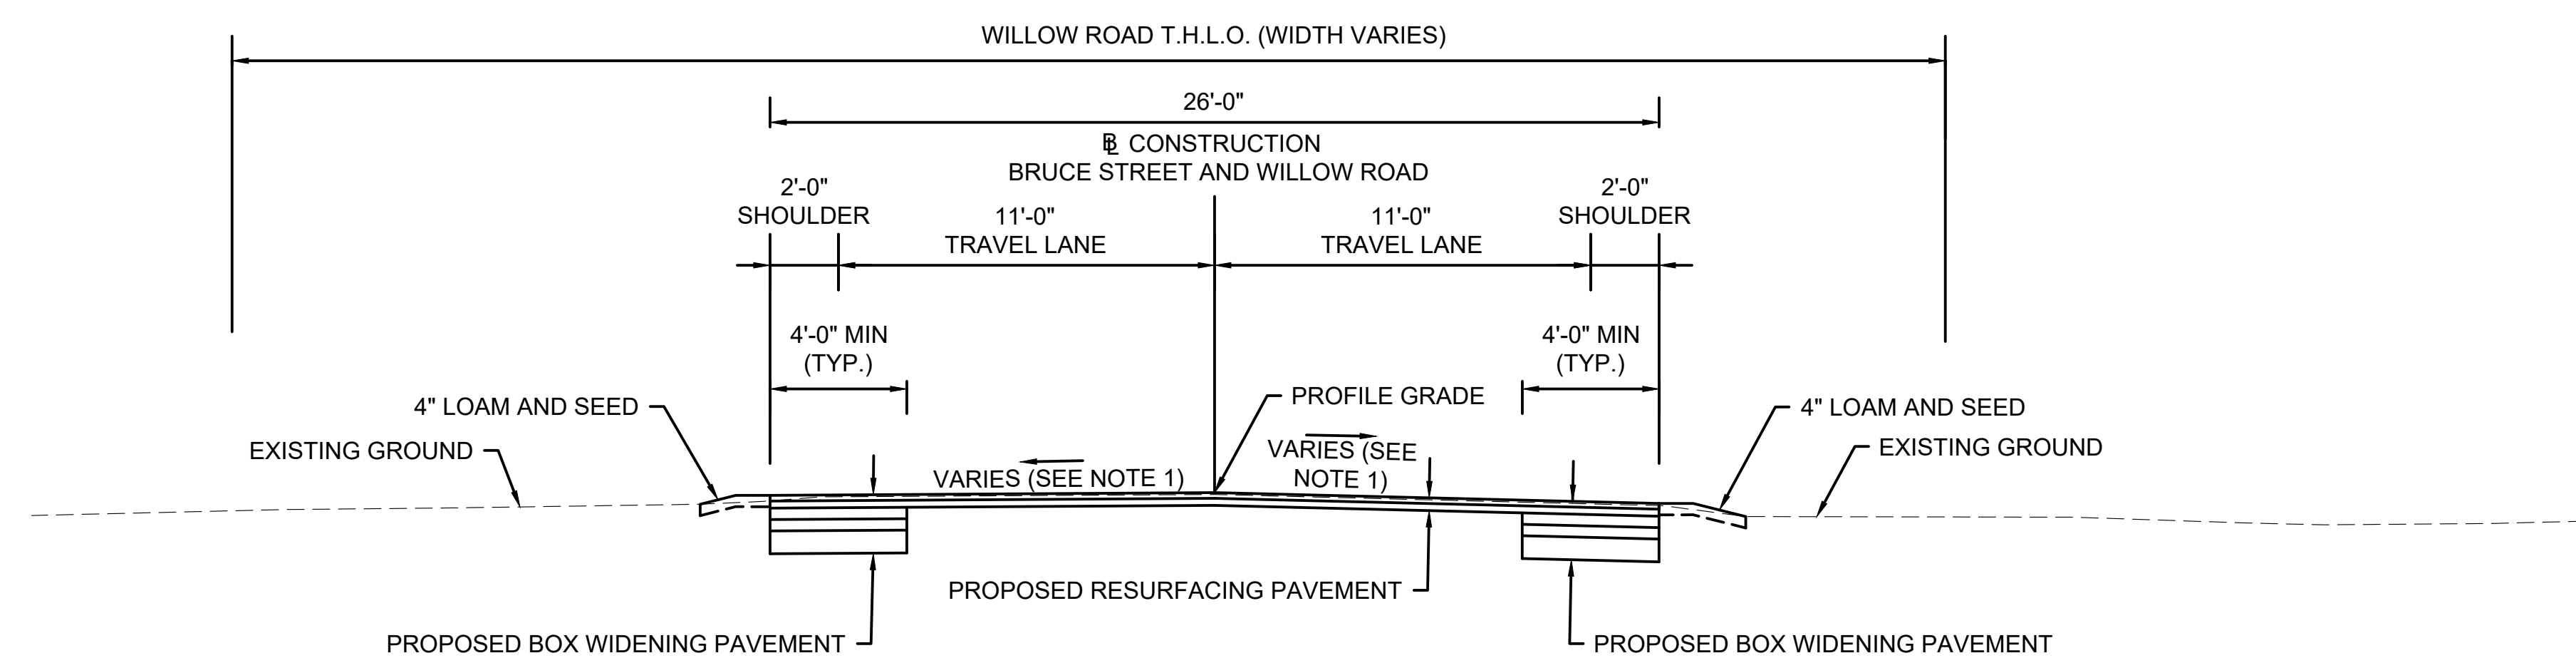 WILLOW ROAD T.H.L.O. (WIDTH VARIES)
26'-0"
BL CONSTRUCTION
BRUCE STREET AND WILLOW ROAD
2'-0"
SHOULDER
11'-0"
TRAVEL LANE
11'-0"
TRAVEL LANE
2'-0"
SHOULDER
4'-0" MIN
(TYP.)
4'-0" MIN
(TYP.)
4" LOAM AND SEED
PROFILE GRADE
4" LOAM AND SEED
EXISTING GROUND
VARIES (SEE NOTE 1)
VARIES (SEE
NOTE 1)
EXISTING GROUND
PROPOSED RESURFACING PAVEMENT
PROPOSED BOX WIDENING PAVEMENT
PROPOSED BOX WIDENING PAVEMENT